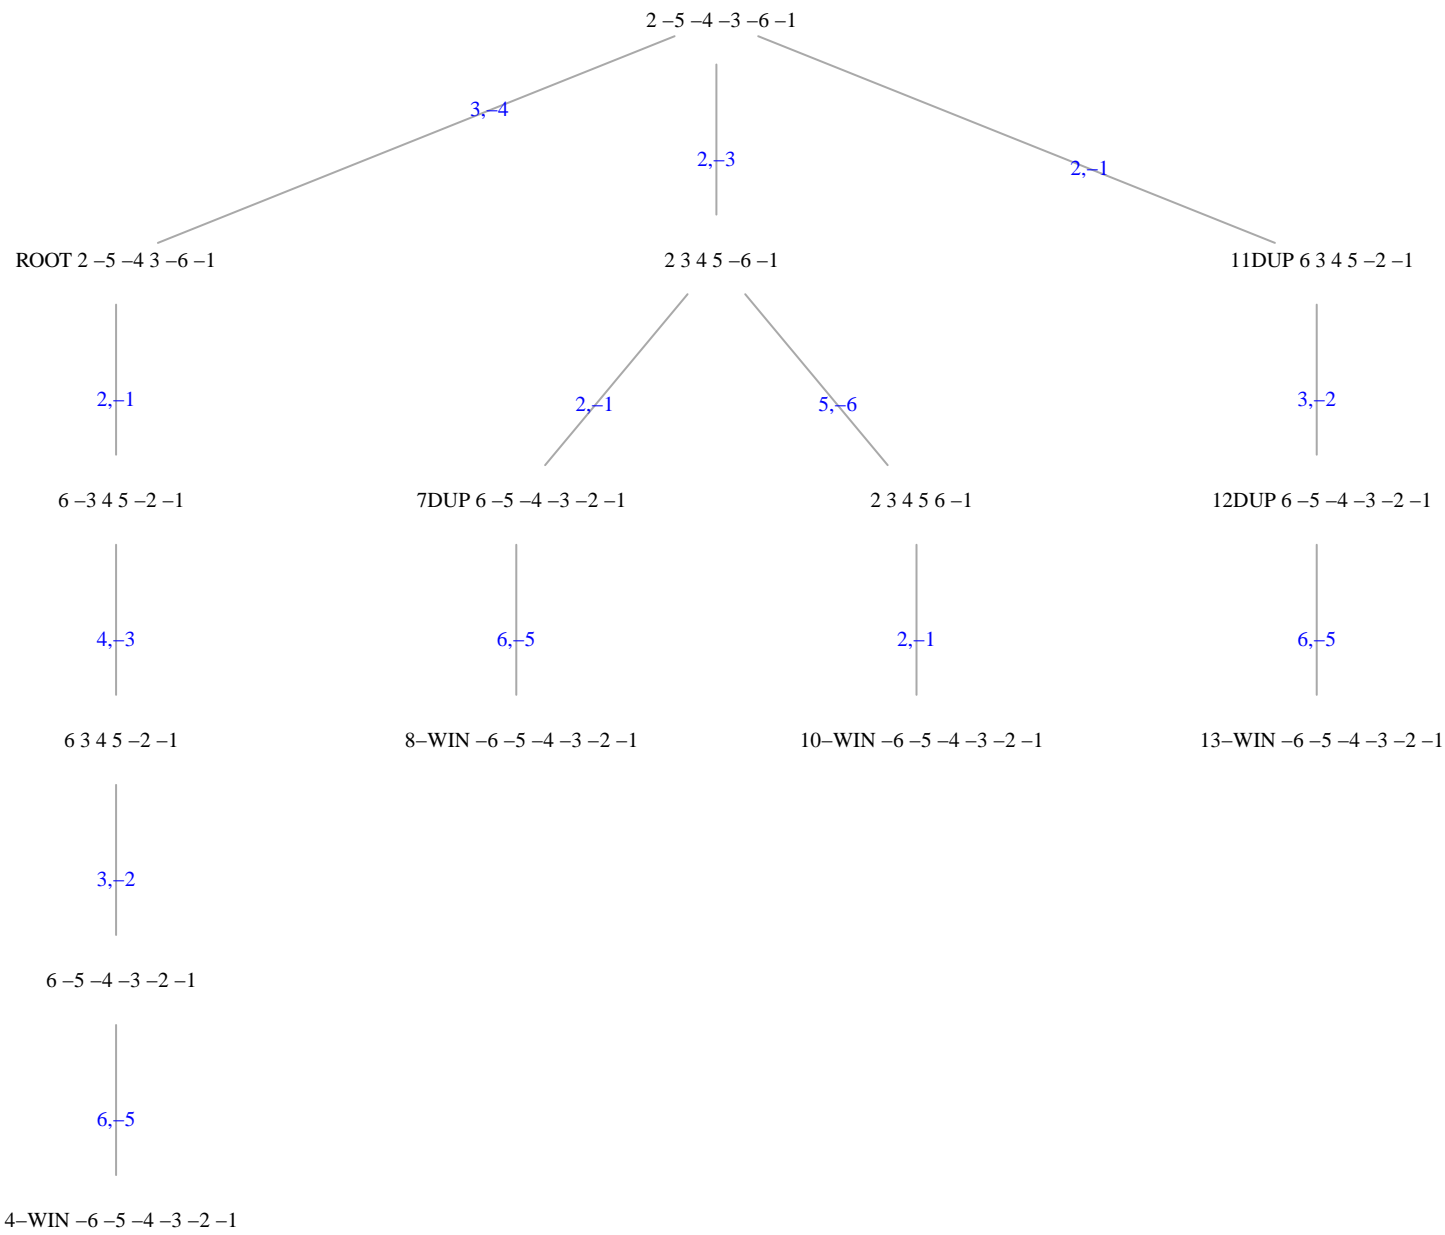 2 –5 –4 –3 –6 –1
3,–4
2,–3
2,–1
ROOT 2 –5 –4 3 –6 –1
2 3 4 5 –6 –1
11DUP 6 3 4 5 –2 –1
2,–1
2,–1
5,–6
3,–2
6 –3 4 5 –2 –1
7DUP 6 –5 –4 –3 –2 –1
2 3 4 5 6 –1
12DUP 6 –5 –4 –3 –2 –1
4,–3
6,–5
2,–1
6,–5
6 3 4 5 –2 –1
8–WIN –6 –5 –4 –3 –2 –1
10–WIN –6 –5 –4 –3 –2 –1
13–WIN –6 –5 –4 –3 –2 –1
3,–2
6 –5 –4 –3 –2 –1
6,–5
4–WIN –6 –5 –4 –3 –2 –1